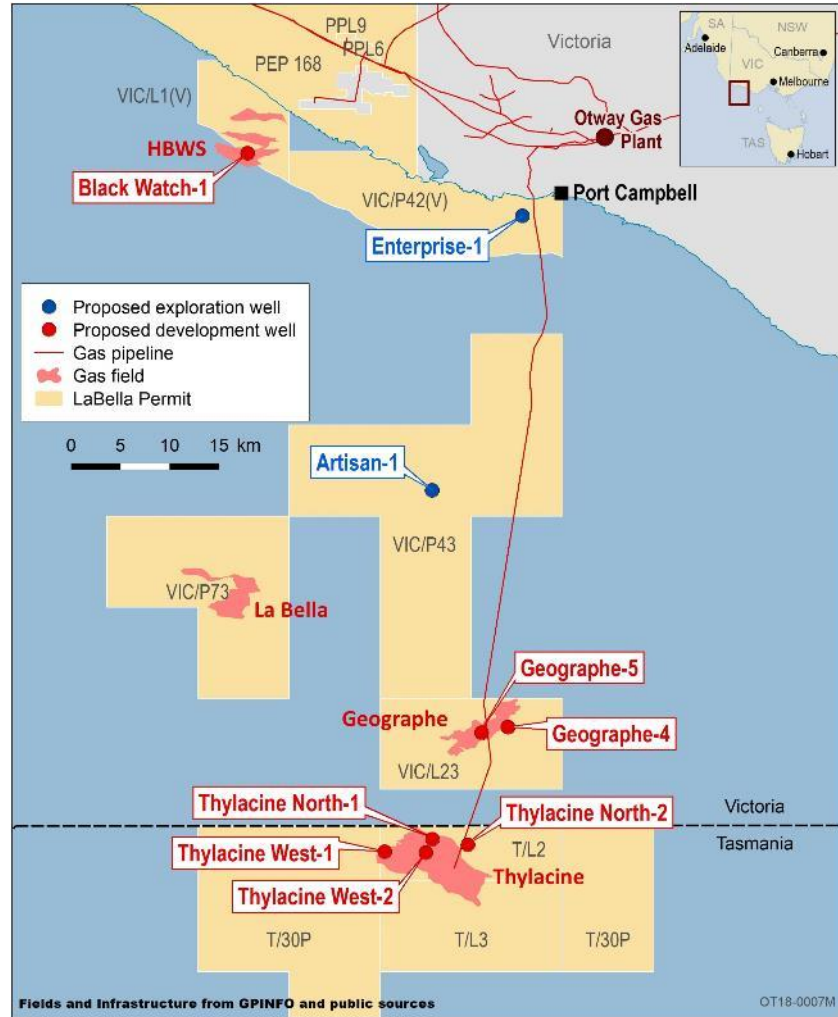 PPL9
PPL6
PEP 168
VIC/L1(V)
Victoria
SA
NSW
Adelaide
Canberra
VIC
Melbourne
TAS
Hobart
Otway Gas
Plant
HBWS
Black Watch-1
VIC/P42(V)
Port Campbell
Enterprise-1
Proposed exploration well
Proposed development well
Gas pipeline
Gas field
LaBella Permit
0 5 10 15 km
Artisan-1
VIC/P43
VIC/P73
La Bella
Geographe-5
Geographe
Geographe-4
VIC/L23
Thylacine North-1
Thylacine North-2
Victoria
Tasmania
Thylacine West-1
T/L2
Thylacine
Thylacine West-2
T/30P
T/L3
T/30P
Fields and Infrastructure from GPINFO and public sources
OT18-0007M